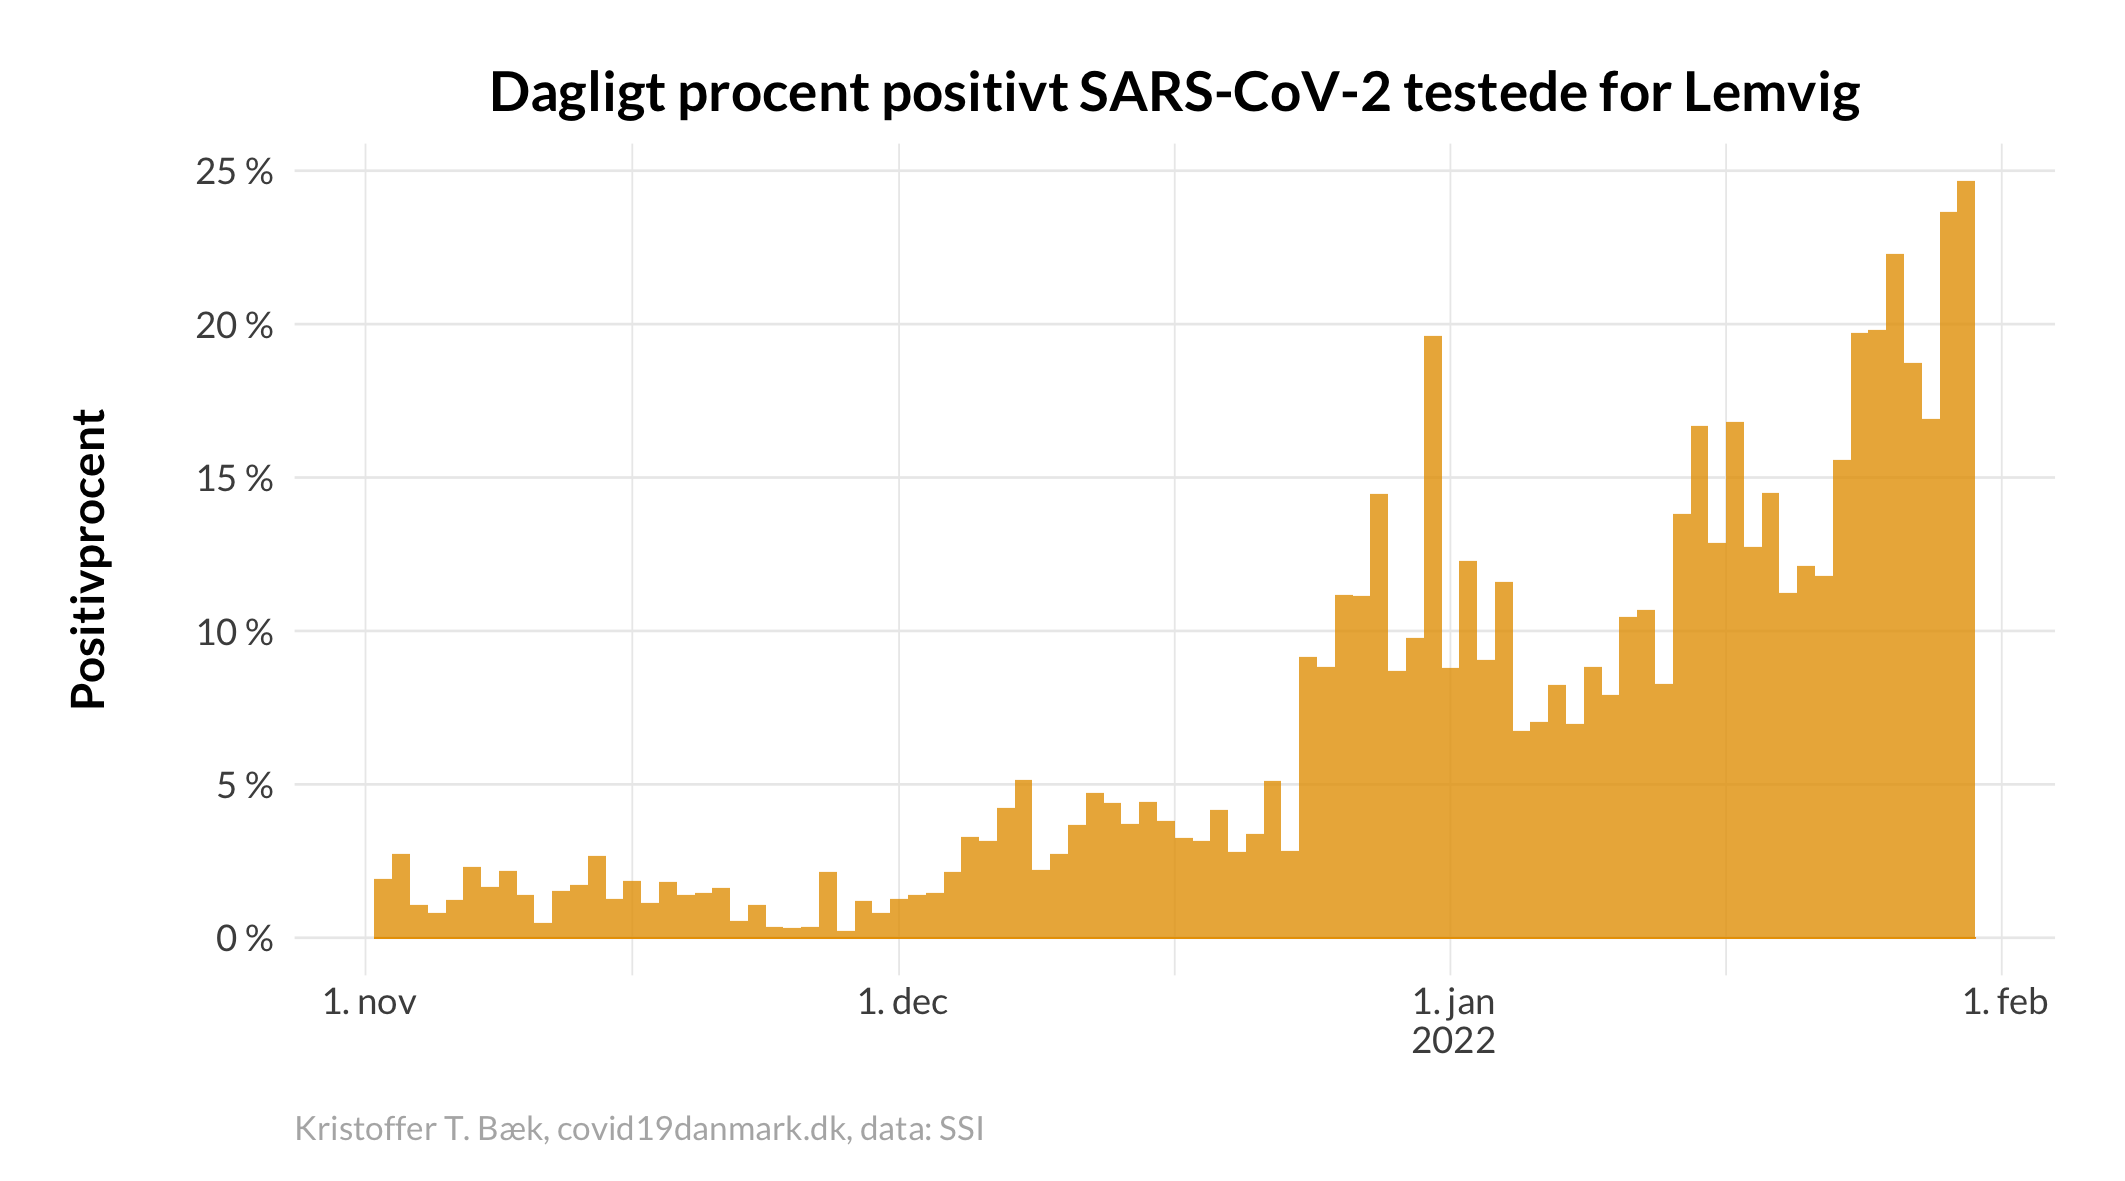 Dagligt procent positivt SARS-CoV-2 testede for Lemvig
Positivprocent
25 %
20 %
15 %
10 %
5 %
0 %
1. nov
1. dec
1. jan
2022
1. feb
Kristoffer T. Bæk, covid19danmark.dk, data: SSI